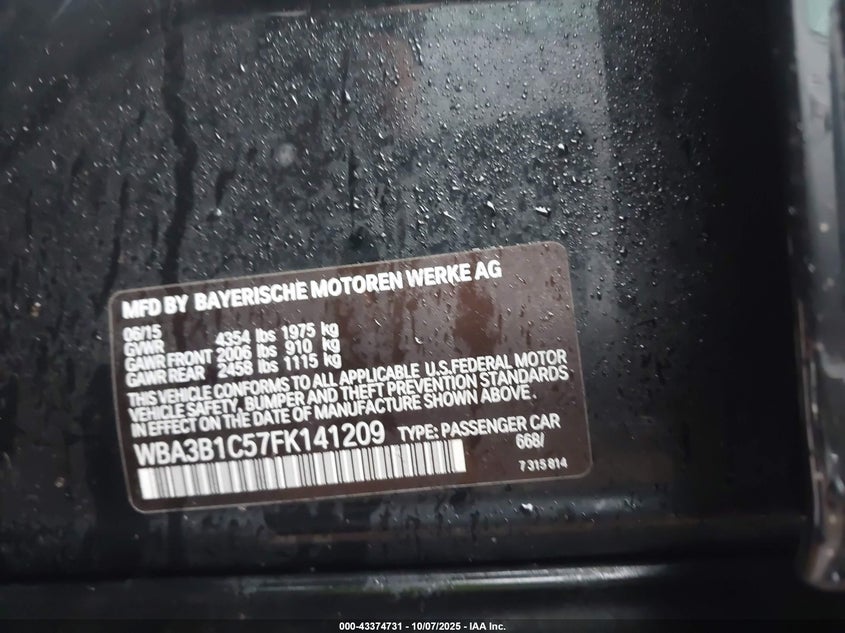 MFD BY BAYERISCHE MOTOREN WERKE AG
06/15
GVWR 4354 lbs 1975 kg
GAWR FRONT 2006 lbs 910 kg
GAWR REAR 2458 lbs 1115 kg
THIS VEHICLE CONFORMS TO ALL APPLICABLE U.S.FEDERAL MOTOR
VEHICLE SAFETY, BUMPER AND THEFT PREVENTION STANDARDS
IN EFFECT ON DATE OF MANUFACTURE SHOWN ABOVE.
WBA3B1C57FK141209 TYPE: PASSENGER CAR
668/
7 315 814
000-43374731 - 10/07/2025 - IAA Inc.